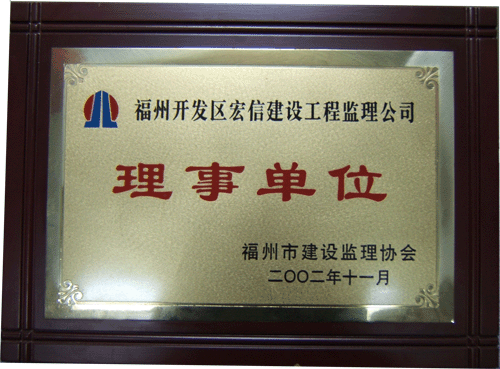 福州开发区宏信建设工程监理公司
理事单位
福州市建设监理协会
二〇〇二年十一月